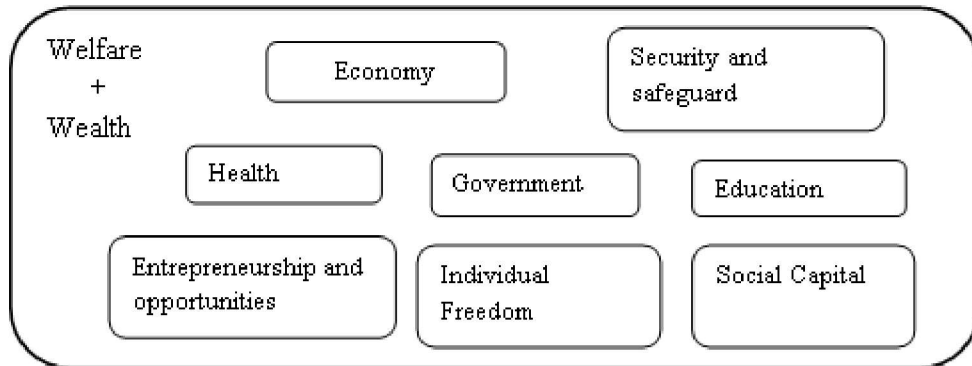 Welfare
+
Wealth
Economy
Security and
safeguard
Health
Government
Education
Entrepreneurship and
opportunities
Individual
Freedom
Social Capital